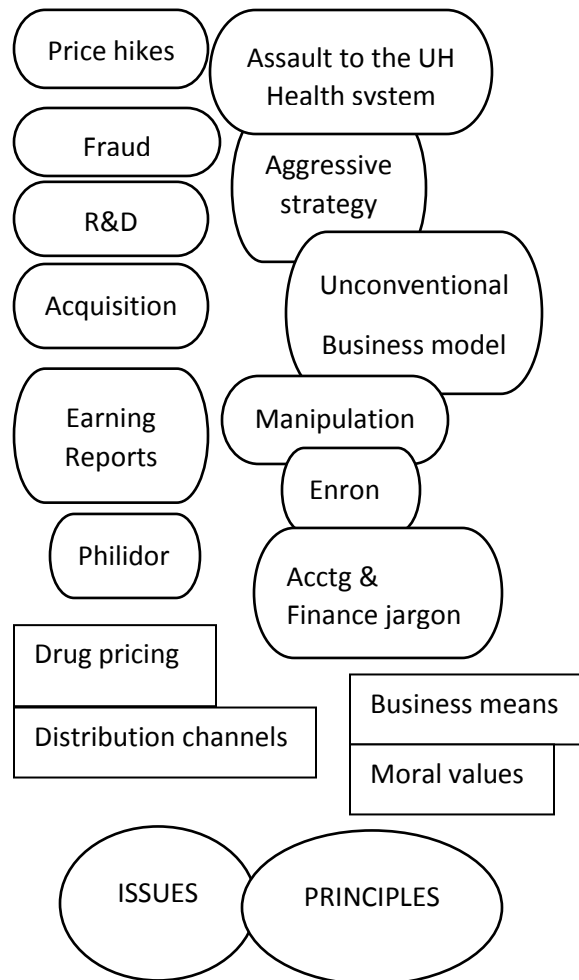 Price hikes
Assault to the UH
Health svstem
Fraud
Aggressive
strategy
R&D
Acquisition
Unconventional
Business model
Earning
Reports
Manipulation
Enron
Philidor
Acctg &
Finance jargon
Drug pricing
Distribution channels
Business means
Moral values
ISSUES
PRINCIPLES